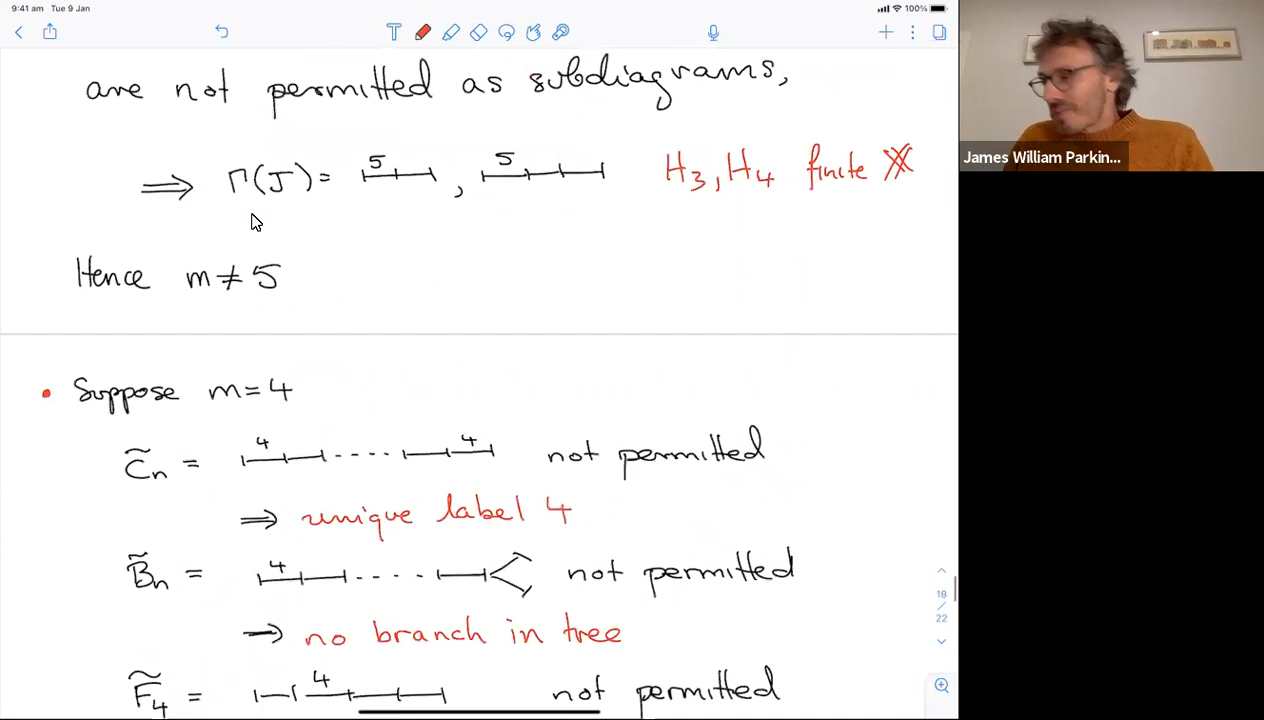 9:41 am Tue 9 Jan
100%
are not permitted as subdiagrams,
⟹ Γ(J) = 5 , 5 H₃, H₄ finite
Hence m ≠ 5
• Suppose m = 4
C̃ₙ = 4 - - - - 4 not permitted
⟹ unique label 4
B̃ₙ = 4 - - - - not permitted
→ no branch in tree
F̃₄ = 4 not permitted
James William Parkin...
18
/
22